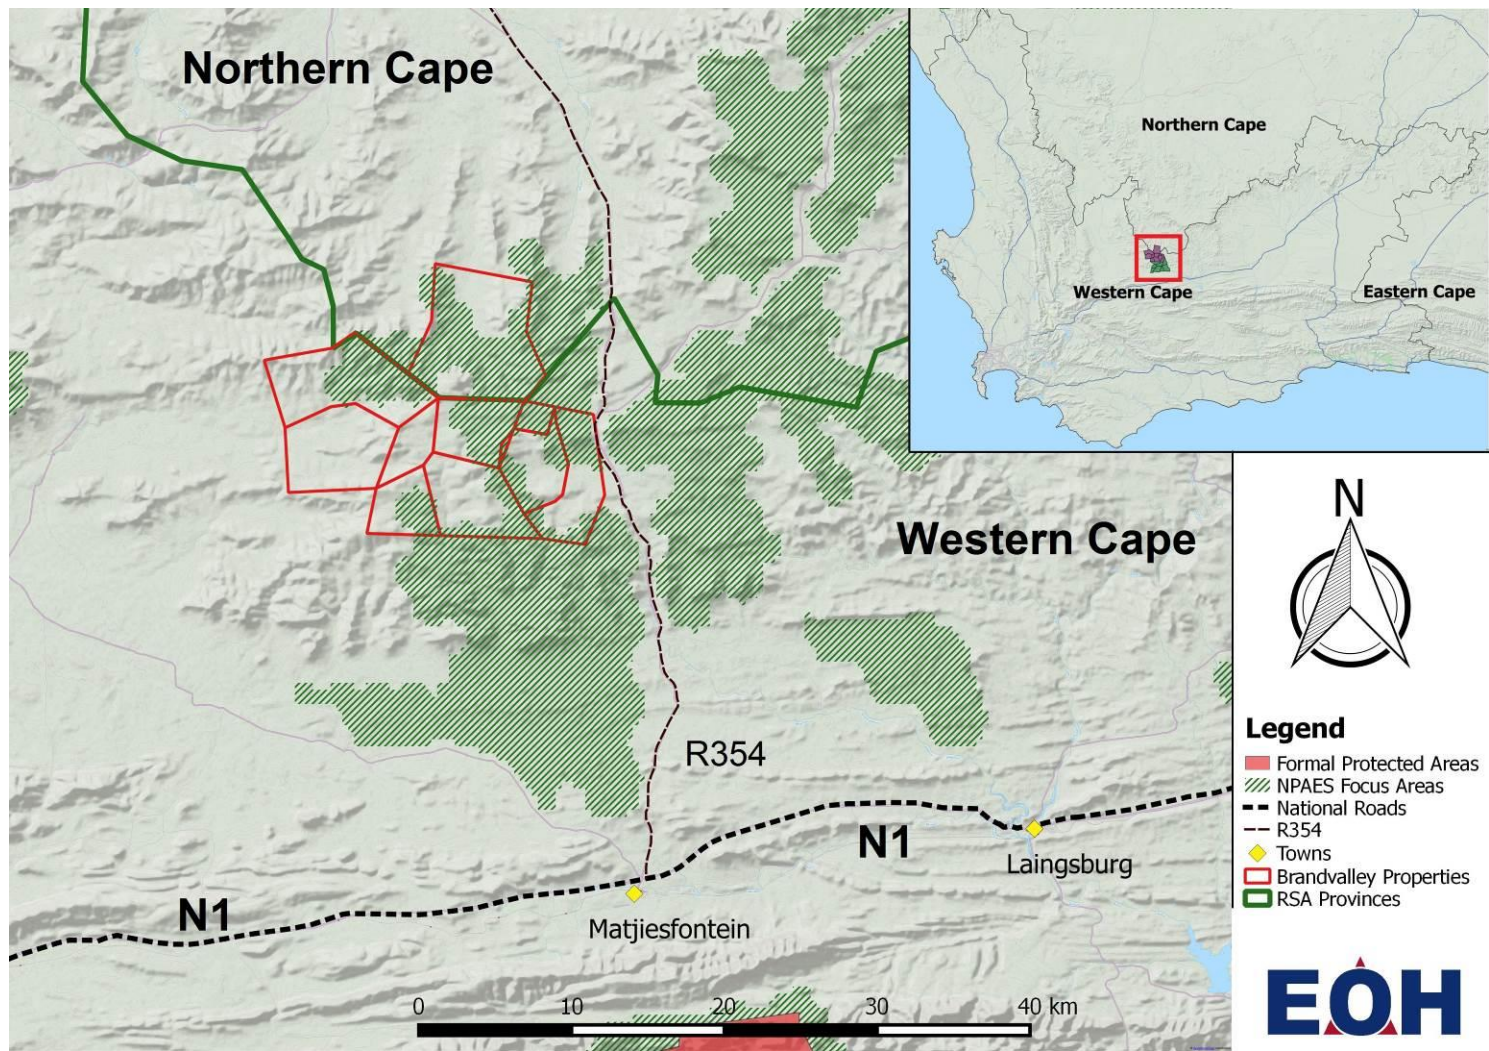 Northern Cape
Northern Cape
Western Cape
Eastern Cape
Western Cape
N
R354
N1
Laingsburg
N1
Matjiesfontein
0 10 20 30 40 km
Legend
Formal Protected Areas
NPAES Focus Areas
National Roads
R354
Towns
Brandvalley Properties
RSA Provinces
EOH